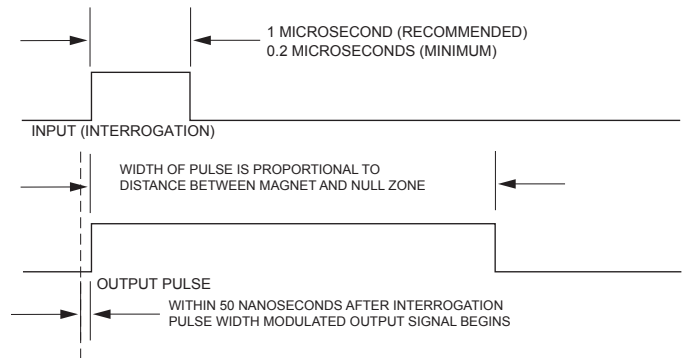 1 MICROSECOND (RECOMMENDED)
0.2 MICROSECONDS (MINIMUM)
INPUT (INTERROGATION)
WIDTH OF PULSE IS PROPORTIONAL TO
DISTANCE BETWEEN MAGNET AND NULL ZONE
OUTPUT PULSE
WITHIN 50 NANOSECONDS AFTER INTERROGATION
PULSE WIDTH MODULATED OUTPUT SIGNAL BEGINS